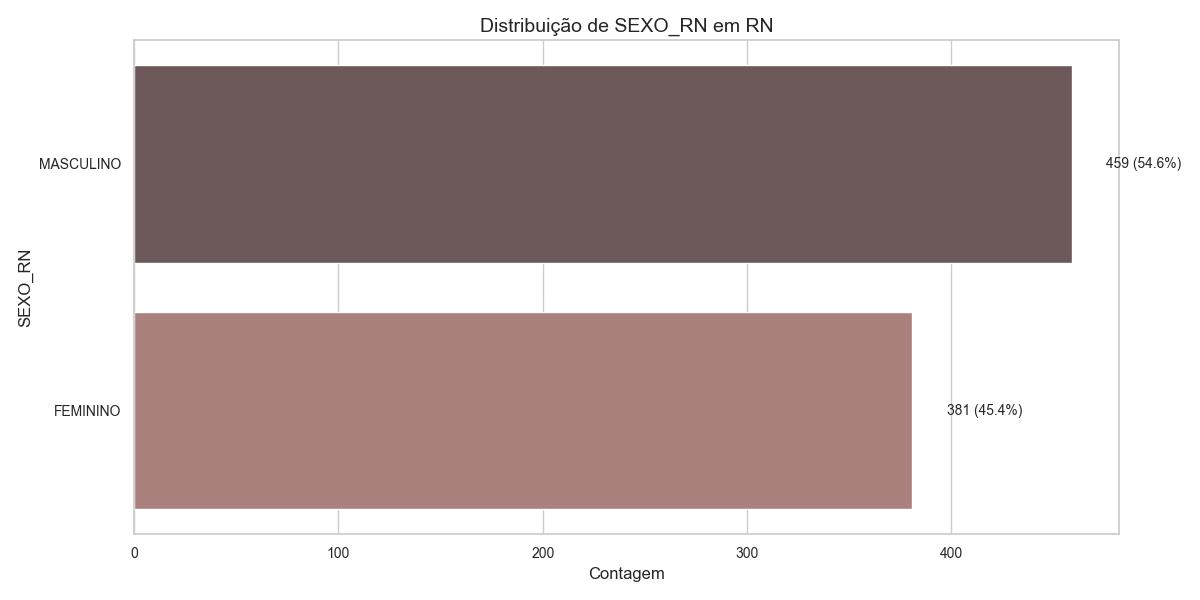 Distribuição de SEXO_RN em RN
MASCULINO
459 (54.6%)
SEXO_RN
FEMININO
381 (45.4%)
0 100 200 300 400
Contagem